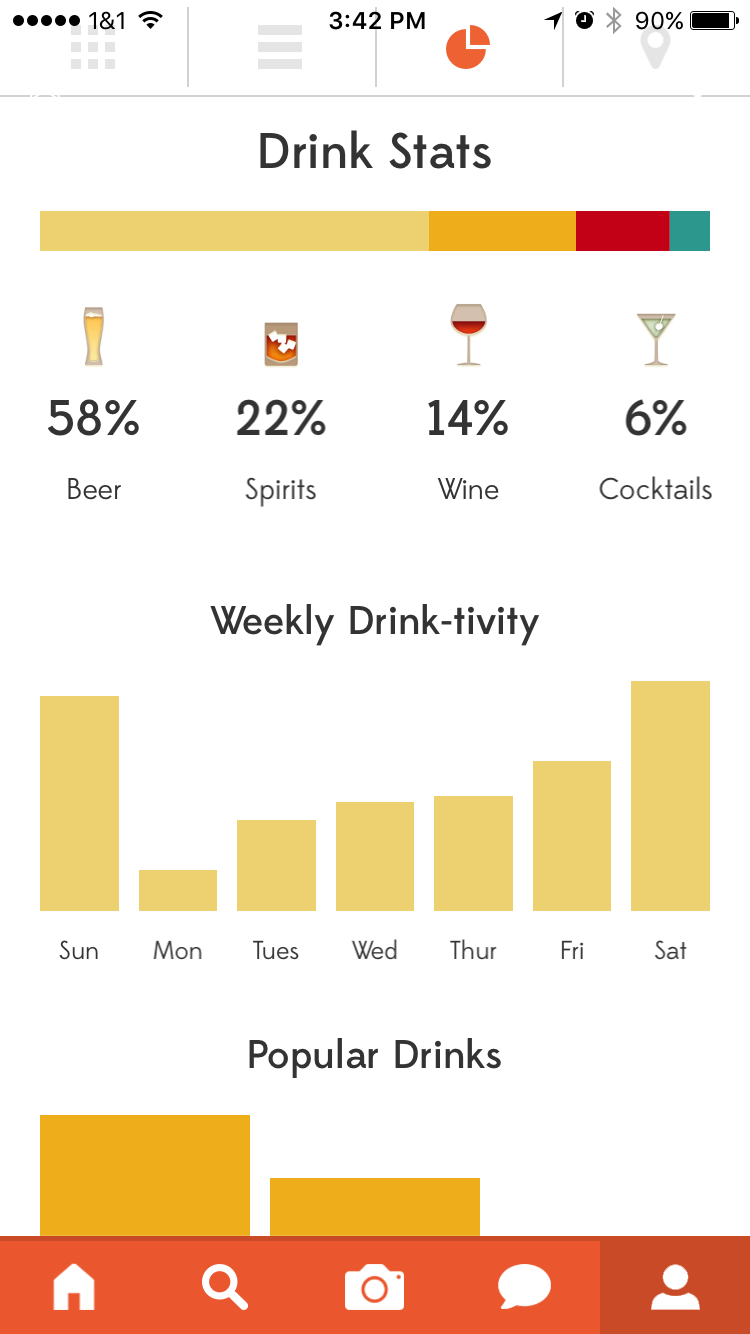 1&1 3:42 PM 90%
Drink Stats
58% 22% 14% 6%
Beer Spirits Wine Cocktails
Weekly Drink-tivity
Sun Mon Tues Wed Thur Fri Sat
Popular Drinks